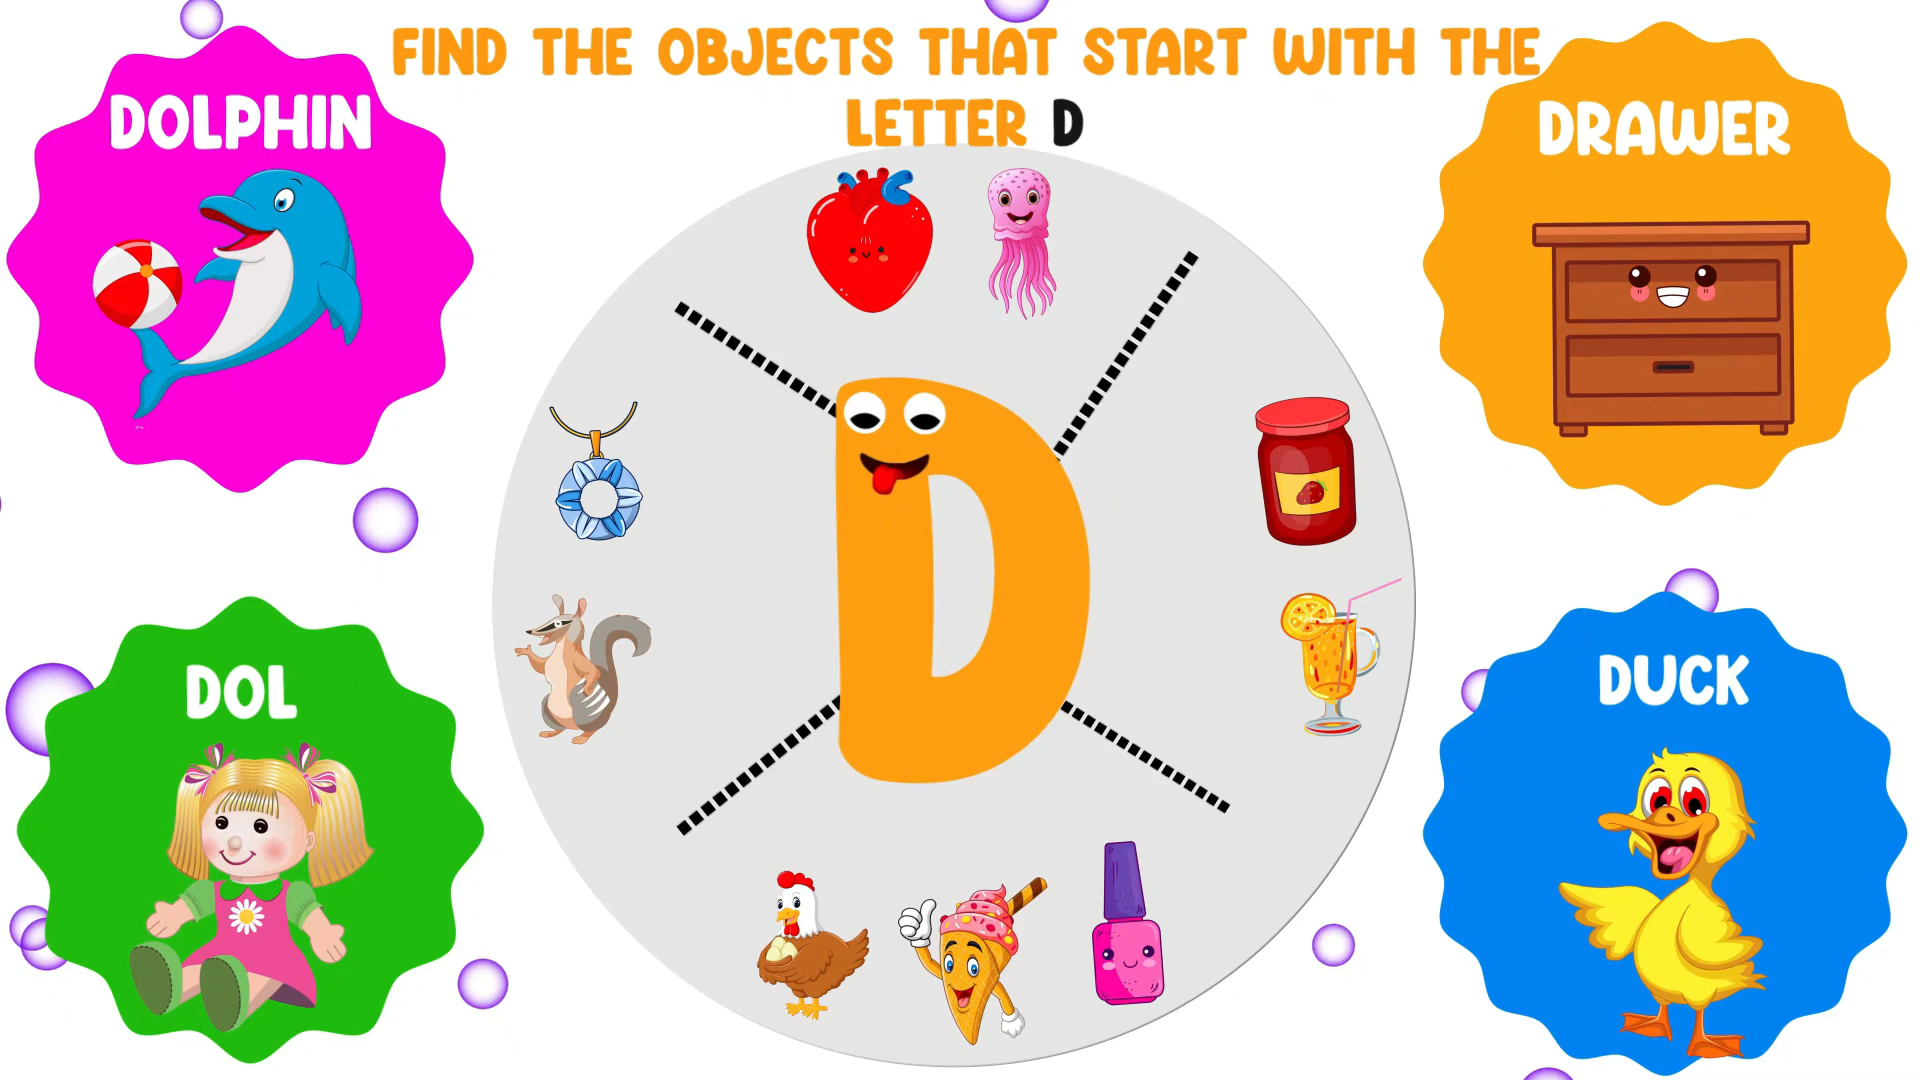 FIND THE OBJECTS THAT START WITH THE
LETTER D
DOLPHIN
DRAWER
D
DOL
DUCK